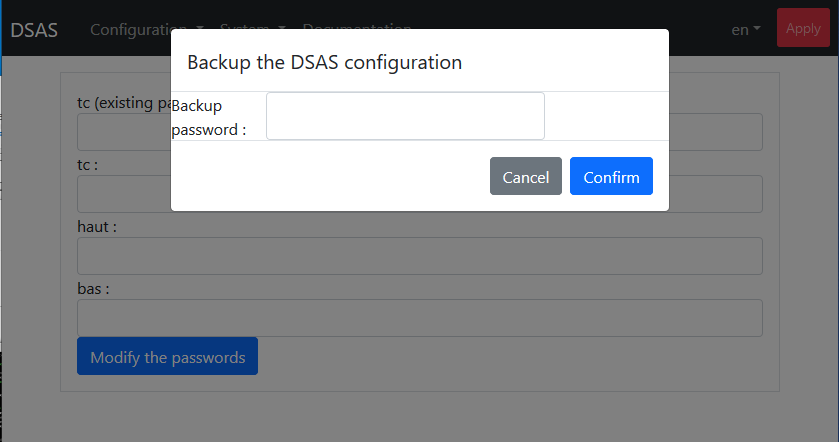 DSAS Configuration System Documentation en Apply
Backup the DSAS configuration
tc (existing pa
Backup
password :
Cancel Confirm
tc :
haut :
bas :
Modify the passwords